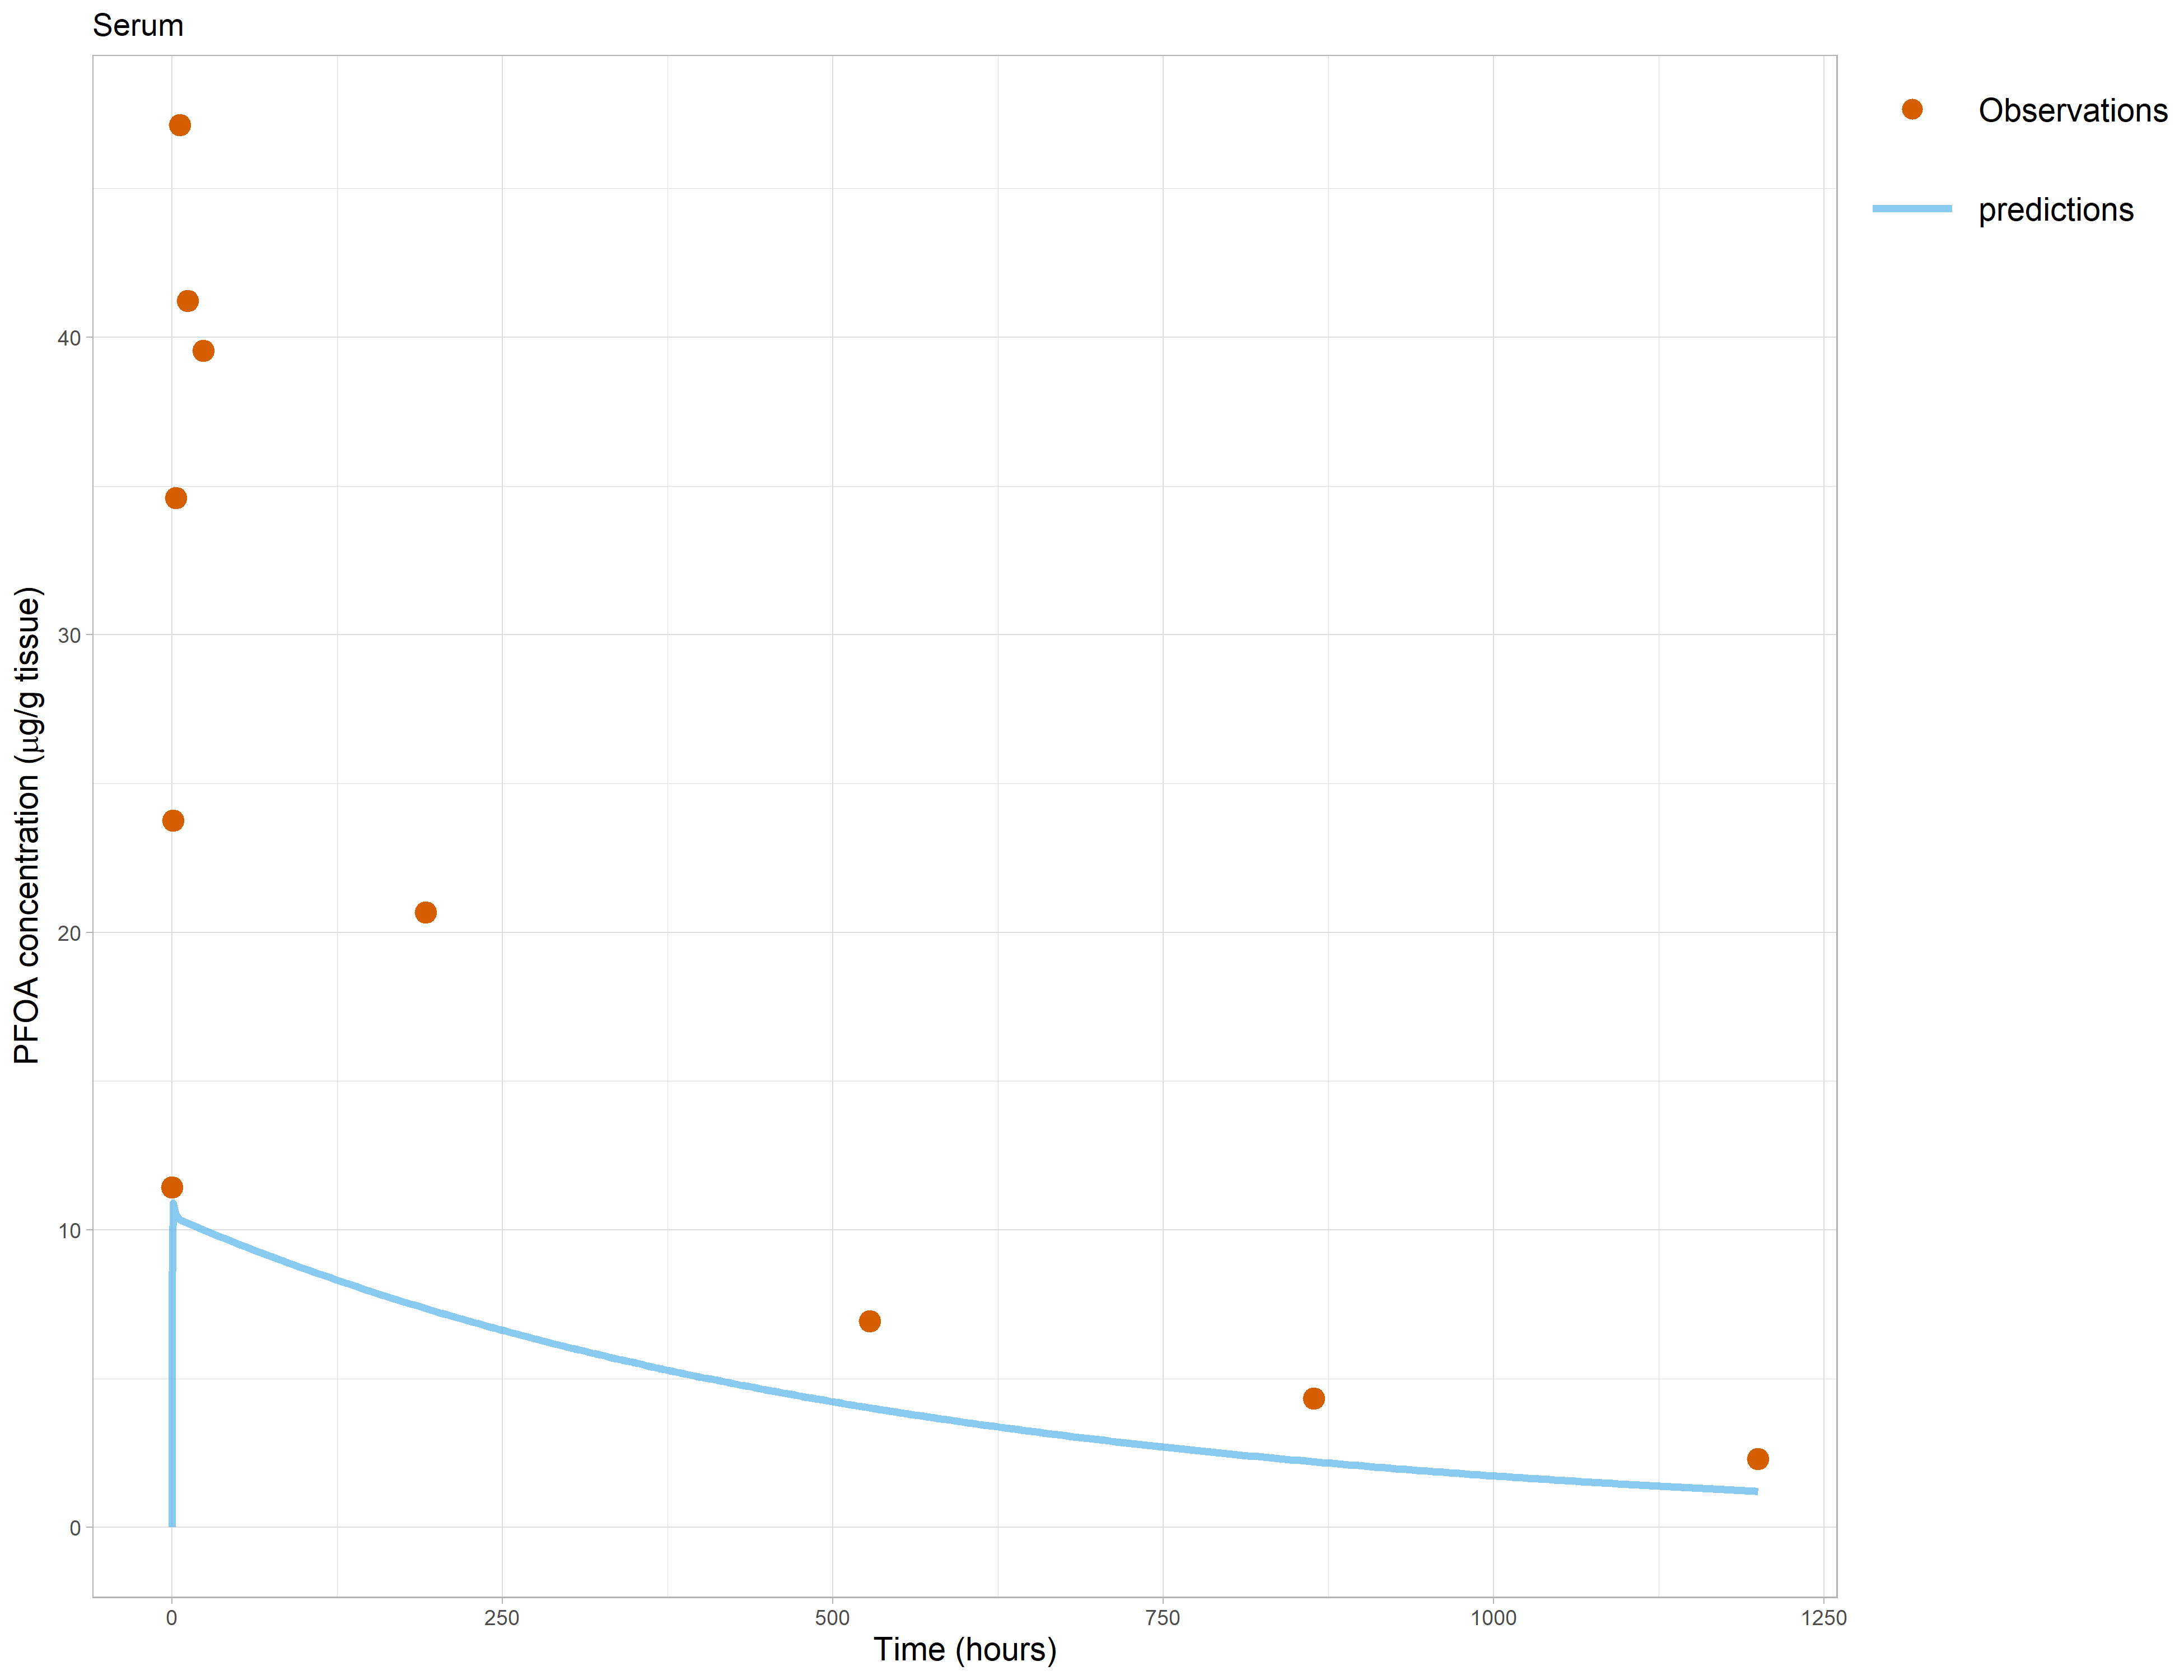 Serum
Observations
predictions
PFOA concentration (μg/g tissue)
40
30
20
10
0
0 250 500 750 1000 1250
Time (hours)